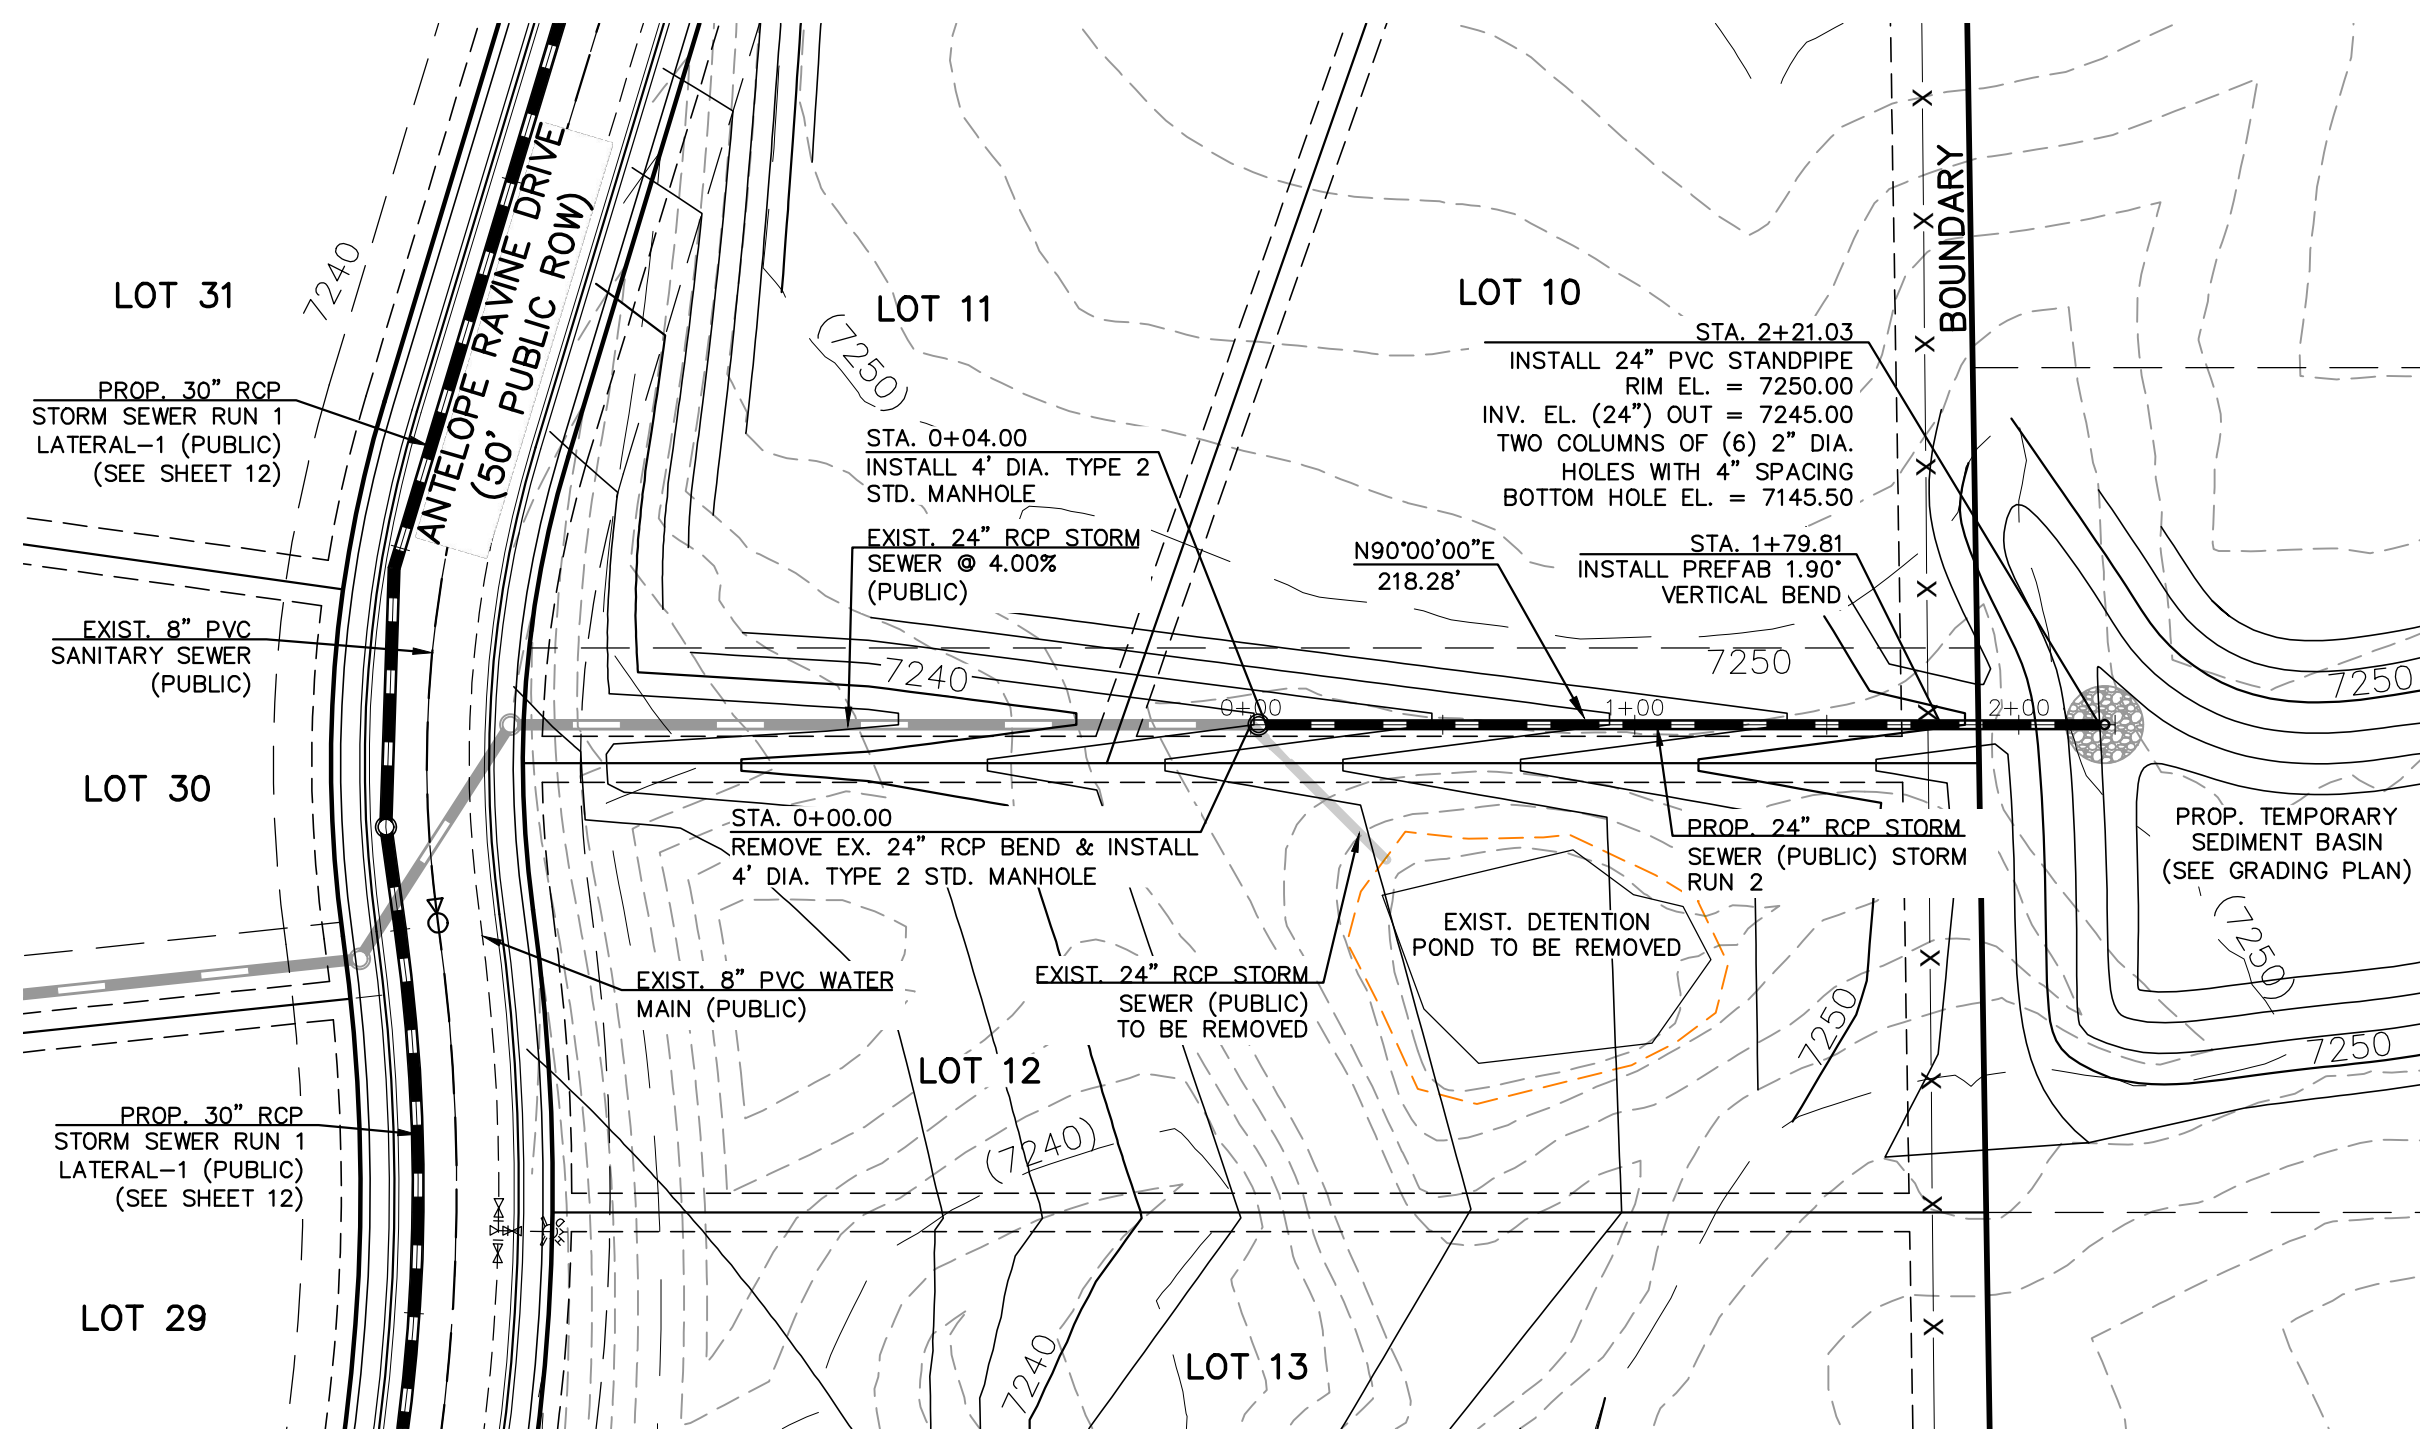 ANTELOPE RAVINE DRIVE
(50' PUBLIC ROW)
LOT 31
7240
PROP. 30" RCP
STORM SEWER RUN 1
LATERAL-1 (PUBLIC)
(SEE SHEET 12)
EXIST. 8" PVC
SANITARY SEWER
(PUBLIC)
LOT 30
PROP. 30" RCP
STORM SEWER RUN 1
LATERAL-1 (PUBLIC)
(SEE SHEET 12)
LOT 29
LOT 11
(7250)
STA. 0+04.00
INSTALL 4' DIA. TYPE 2
STD. MANHOLE
EXIST. 24" RCP STORM
SEWER @ 4.00%
(PUBLIC)
7240
LOT 10
BOUNDARY
STA. 2+21.03
INSTALL 24" PVC STANDPIPE
RIM EL. = 7250.00
INV. EL. (24") OUT = 7245.00
TWO COLUMNS OF (6) 2" DIA.
HOLES WITH 4" SPACING
BOTTOM HOLE EL. = 7145.50
N90°00'00"E
218.28'
STA. 1+79.81
INSTALL PREFAB 1.90°
VERTICAL BEND
7250
7250
0+00
1+00
2+00
STA. 0+00.00
REMOVE EX. 24" RCP BEND & INSTALL
4' DIA. TYPE 2 STD. MANHOLE
PROP. 24" RCP STORM
SEWER (PUBLIC) STORM
RUN 2
PROP. TEMPORARY
SEDIMENT BASIN
(SEE GRADING PLAN)
(7250)
EXIST. DETENTION
POND TO BE REMOVED
EXIST. 8" PVC WATER
MAIN (PUBLIC)
EXIST. 24" RCP STORM
SEWER (PUBLIC)
TO BE REMOVED
7250
7250
LOT 12
(7240)
7240
LOT 13
X
X
X
X
X
X
X
X
X
X